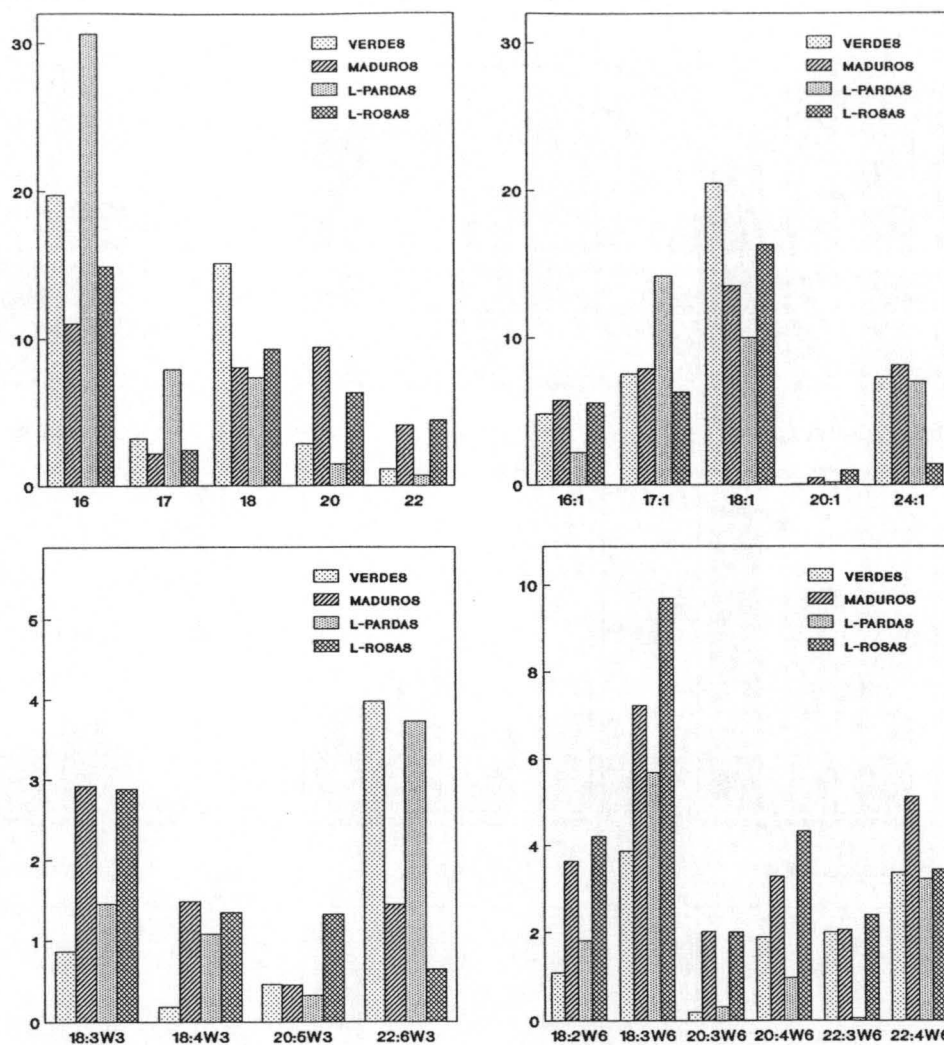 30
20
10
0
VERDES
MADUROS
L-PARDAS
L-ROSAS
16 17 18 20 22
30
20
10
0
VERDES
MADUROS
L-PARDAS
L-ROSAS
16:1 17:1 18:1 20:1 24:1
5
4
3
2
1
0
VERDES
MADUROS
L-PARDAS
L-ROSAS
18:3W3 18:4W3 20:5W3 22:6W3
10
8
6
4
2
0
VERDES
MADUROS
L-PARDAS
L-ROSAS
18:2W6 18:3W6 20:3W6 20:4W6 22:3W6 22:4W6